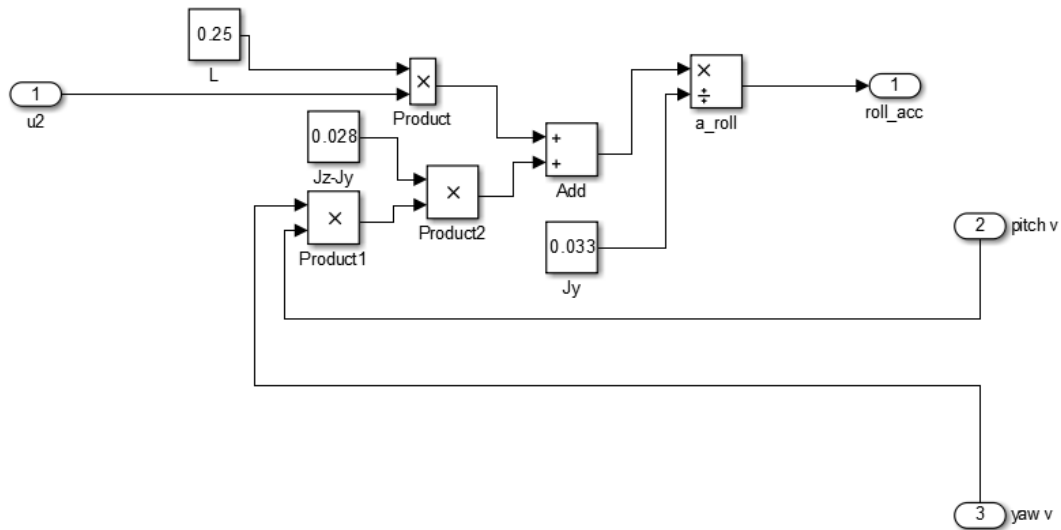 0.25
L
1
u2
×
Product
0.028
Jz-Jy
×
Product1
×
Product2
+
+
Add
×
÷
a_roll
1
roll_acc
0.033
Jy
2
pitch v
3
yaw v